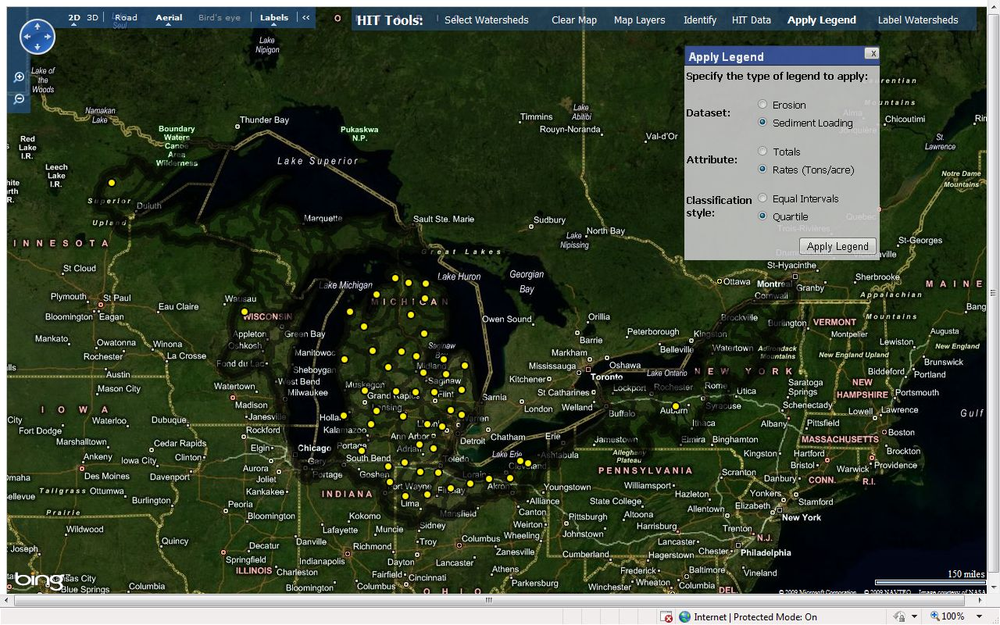 2D 3D Road Aerial Bird's eye Labels <<
HIT Tools: Select Watersheds Clear Map Map Layers Identify HIT Data Apply Legend Label Watersheds
Apply Legend x
Specify the type of legend to apply:
Dataset:
Erosion
Sediment Loading
Attribute:
Totals
Rates (Tons/acre)
Classification style:
Equal Intervals
Quartile
Apply Legend
Lake Nipigon
Lake of the Woods
Namakan Lake
Thunder Bay
Boundary Waters Canoe Area Wilderness
Pukaskwa N.P.
Red Lake I.R.
Leech Lake I.R.
Lake Superior
Timmins
Lake Abitibi
Rouyn-Noranda
Val-d'Or
Chicoutimi
St. Lawrence
Notre Dame Mountains
Superior Upland
Duluth
Marquette
Sault Ste. Marie
Sudbury
North Bay
Lake Nipissing
Great Lakes
MINNESOTA
St Cloud
Plymouth
St Paul
Bloomington
Eagan
Eau Claire
Wausau
WISCONSIN
Lake Michigan
Lake Huron
Georgian Bay
MICHIGAN
Ottawa
Montreal
St-Hyacinthe
Granby
Cornwall
St-Georges
Sherbrooke
MAINE
Appalachian Mountains
Mankato
Owatonna
Rochester
Winona
La Crosse
Austin
Mason City
Appleton
Oshkosh
Green Bay
Fond du Lac
Manitowoc
Sheboygan
West Bend
Watertown
Milwaukee
Madison
Janesville
Owen Sound
Orillia
Barrie
Peterborough
Belleville
Kingston
Brockville
Burlington
VERMONT
Montpelier
Augusta
Lewiston
New England
Watertown
Adirondack Mountains
New England Upland
Brunswick
Biddeford
Portland
Saginaw Bay
Midland
Saginaw
Flint
Muskegon
Grand Rapids
Lansing
Kalamazoo
Markham
Mississauga
Oshawa
Toronto
Kitchener
St Catharines
Lake Ontario
Lockport
Rochester
NEW YORK
Rome
Utica
Syracuse
Saratoga Springs
Schenectady
NEW HAMPSHIRE
Portsmouth
IOWA
Waterloo
Dubuque
Fort Dodge
Rockford
Elgin
Sarnia
London
Welland
Buffalo
Auburn
Ithaca
Albany
Pittsfield
Lowell
Lawrence
Gulf
Marshalltown
Ankeny
Cedar Rapids
Iowa City
Clinton
Des Moines
Davenport
Aurora
Joliet
Chicago
Gary
Portage
Portage
South Bend
Goshen
Ann Arbor
Adrian
Warren
Detroit
Chatham
Toledo
Lake Erie
Erie
Cleveland
Ashtabula
Jamestown
Allegheny Plateau
Elmira
Binghamton
Kingston
MASSACHUSETTS
Boston
Hartford
Bristol
Brockton
Warwick
Providence
CONN.
R.I.
Danbury
Omaha
Bellevue
Tallgrass Prairie
Ottumwa
Burlington
Kankakee
Peoria
Bloomington
INDIANA
Fort Wayne
Lima
Findlay
Lorain
Akron
Youngstown
Alliance
Canton
Mansfield
PENNSYLVANIA
Williamsport
Scranton
Hazleton
State College
Yonkers
Stamford
Elizabeth
New York
Wildwood
Quincy
Kokomo
Lafayette
Muncie
Sidney
Weirton
Wheeling
Pittsburgh
Johnstown
Altoona
Harrisburg
Allentown
Trenton
N.J.
St Joseph
Decatur
Springfield
ILLINOIS
Danville
Charleston
Indianapolis
Richmond
Troy
Columbus
Zanesville
Cumberland
Lancaster
Hagerstown
Chester
Philadelphia
Kansas City
Blue Springs
Columbia
Bloomington
Columbus
Fairfield
Dayton
Cincinnati
Lancaster
Athens
Parkersburg
OHIO
Frederick
Winchester
Wheaton
Baltimore
Columbia
Vineland
DEL.
bing
150 miles
© 2009 Microsoft Corporation © 2009 NAVTEQ Image courtesy of NASA
Internet | Protected Mode: On 100%